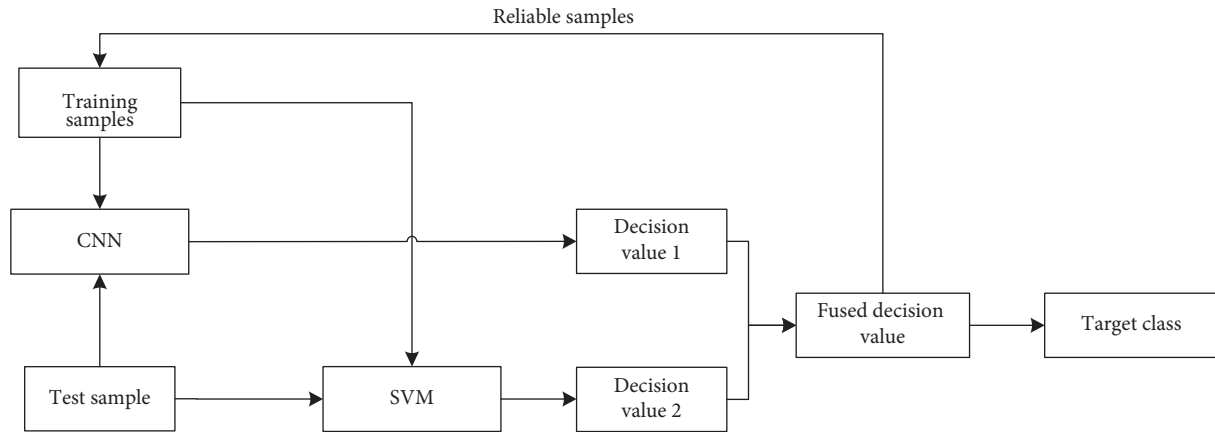 Reliable samples
Training
samples
CNN
Decision
value 1
Fused decision
value
Target class
Test sample
SVM
Decision
value 2